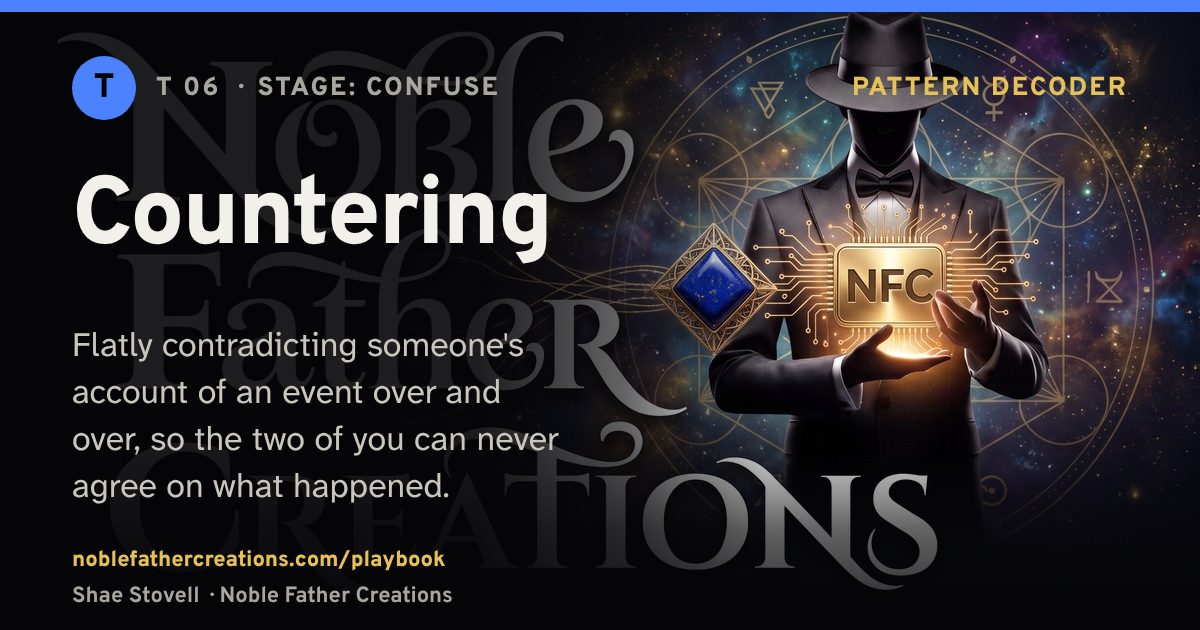 T
T 06 · STAGE: CONFUSE
PATTERN DECODER
Countering
Flatly contradicting someone's
account of an event over and
over, so the two of you can never
agree on what happened.
noblefathercreations.com/playbook
Shae Stovell · Noble Father Creations
Noble
Father
Creations
NFC